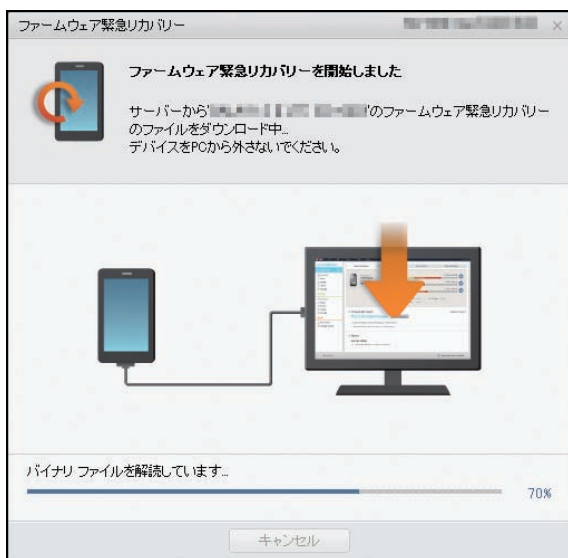 ファームウェア緊急リカバリー
ファームウェア緊急リカバリーを開始しました
サーバーから' 'のファームウェア緊急リカバリー
のファイルをダウンロード中...
デバイスをPCから外さないでください。
バイナリ ファイルを解読しています...
70%
キャンセル